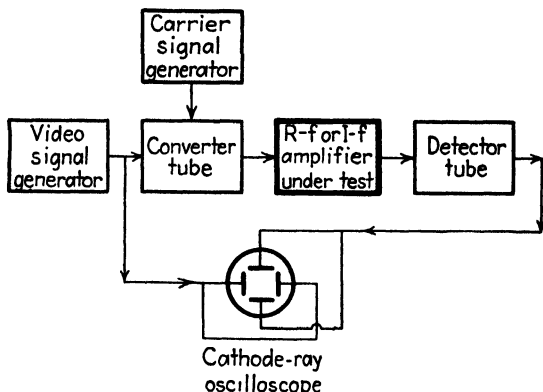 Carrier
signal
generator
Video
signal
generator
Converter
tube
R-f or I-f
amplifier
under test
Detector
tube
Cathode-ray
oscilloscope